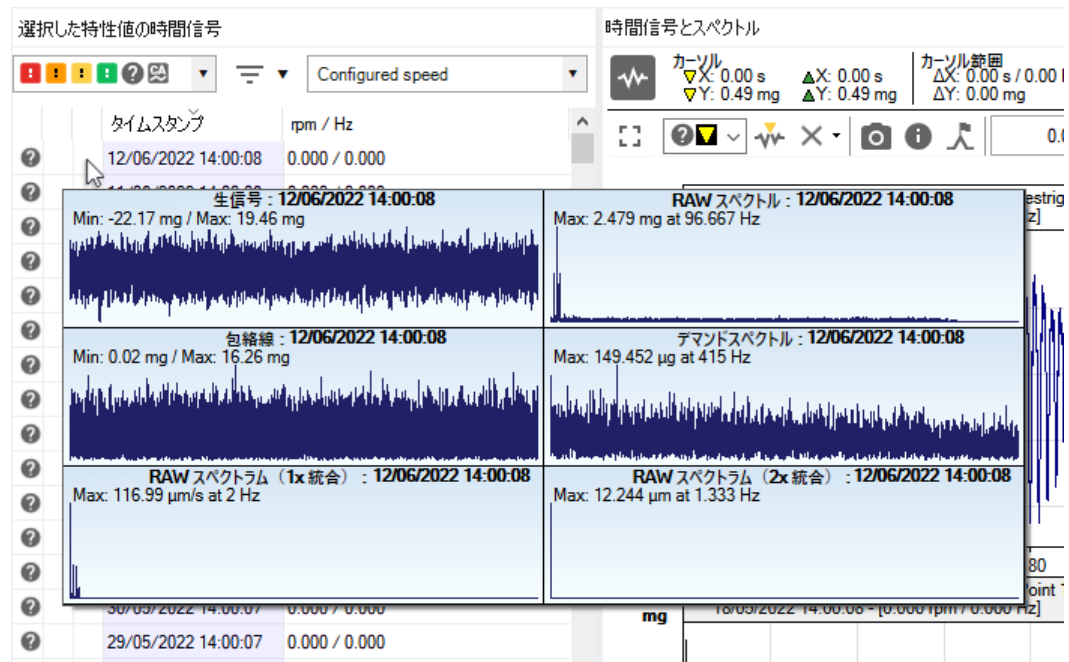 選択した特性値の時間信号
Configured speed
タイムスタンプ
rpm / Hz
12/06/2022 14:00:08
0.000 / 0.000
時間信号とスペクトル
カーソル
X: 0.00 s
X: 0.00 s
Y: 0.49 mg
Y: 0.49 mg
カーソル範囲
ΔX: 0.00 s / 0.00
ΔY: 0.00 mg
0.0
生信号 : 12/06/2022 14:00:08
Min: -22.17 mg / Max: 19.46 mg
RAW スペクトル : 12/06/2022 14:00:08
Max: 2.479 mg at 96.667 Hz
包絡線 : 12/06/2022 14:00:08
Min: 0.02 mg / Max: 16.26 mg
デマンドスペクトル : 12/06/2022 14:00:08
Max: 149.452 µg at 415 Hz
RAW スペクトラム（1x 統合） : 12/06/2022 14:00:08
Max: 116.99 µm/s at 2 Hz
RAW スペクトラム（2x 統合） : 12/06/2022 14:00:08
Max: 12.244 µm at 1.333 Hz
estrig
z]
80
oint T
30/05/2022 14:00:07
0.000 / 0.000
29/05/2022 14:00:07
0.000 / 0.000
mg
18/05/2022 14:00:08 - [0.000 rpm / 0.000 Hz]